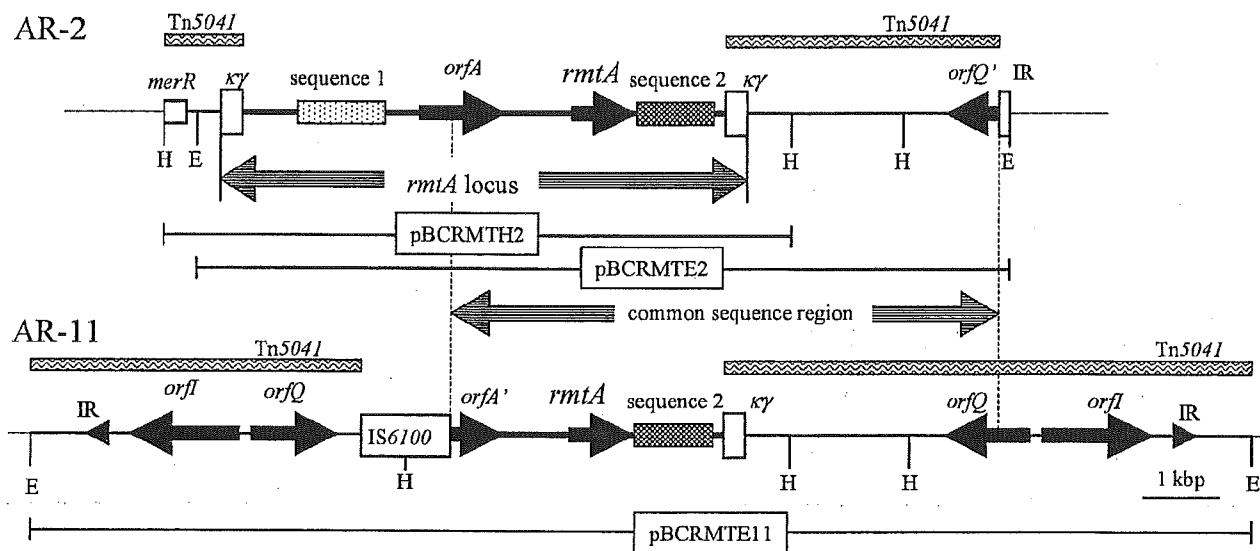 AR-2
Tn5041
Tn5041
merR κγ sequence 1 orfA rmtA sequence 2 κγ orfQ' IR
H E H H E
rmtA locus
pBCRMTH2
pBCRMTE2
common sequence region
AR-11
Tn5041
Tn5041
IR orfI orfQ IS6100 orfA' rmtA sequence 2 κγ orfQ orfI IR
E H H H E
1 kbp
pBCRMTE11